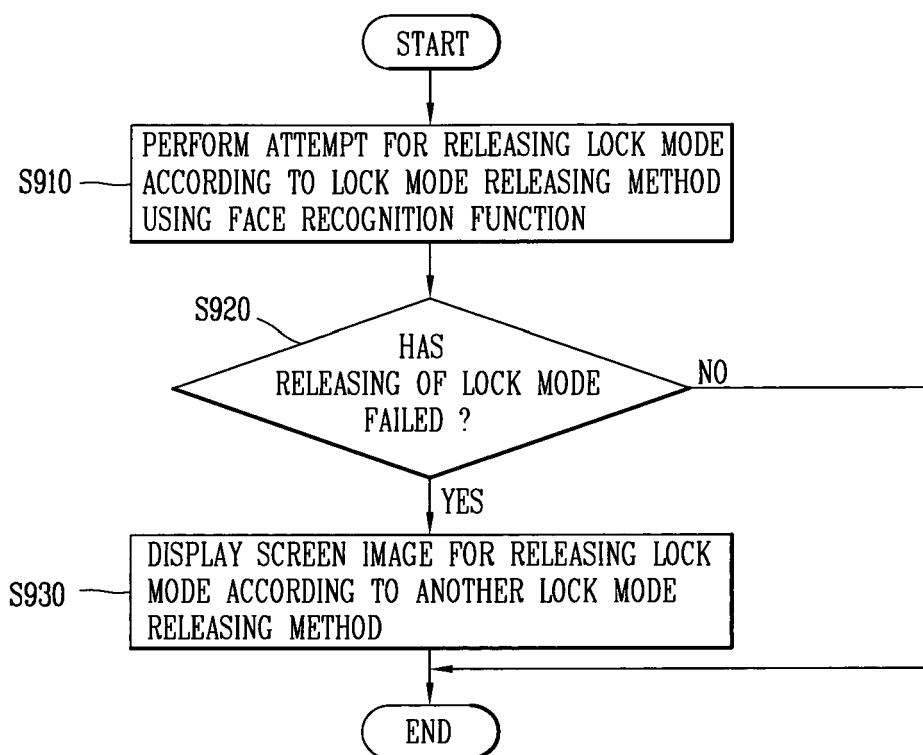 START
S910
PERFORM ATTEMPT FOR RELEASING LOCK MODE
ACCORDING TO LOCK MODE RELEASING METHOD
USING FACE RECOGNITION FUNCTION
S920
HAS
RELEASING OF LOCK MODE
FAILED ?
NO
YES
S930
DISPLAY SCREEN IMAGE FOR RELEASING LOCK
MODE ACCORDING TO ANOTHER LOCK MODE
RELEASING METHOD
END